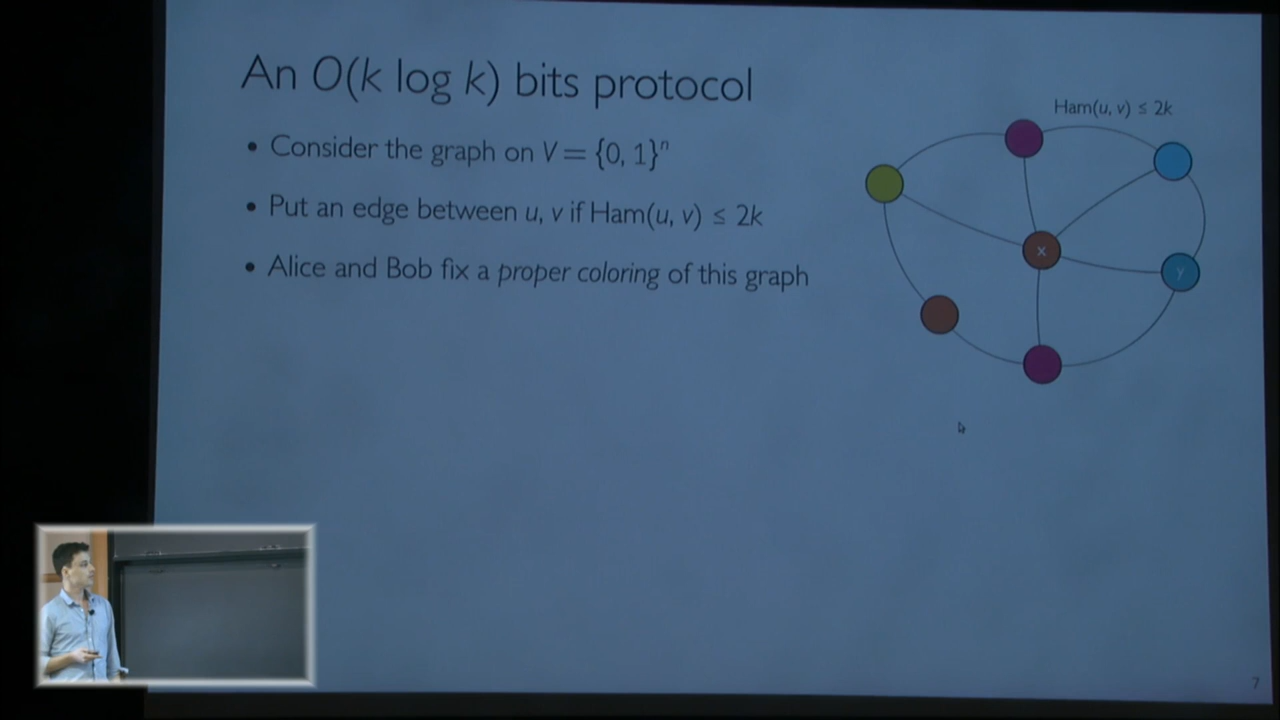 An O(k log k) bits protocol
Ham(u, v) ≤ 2k
• Consider the graph on V = {0, 1}ⁿ
• Put an edge between u, v if Ham(u, v) ≤ 2k
• Alice and Bob fix a proper coloring of this graph
x
y
7